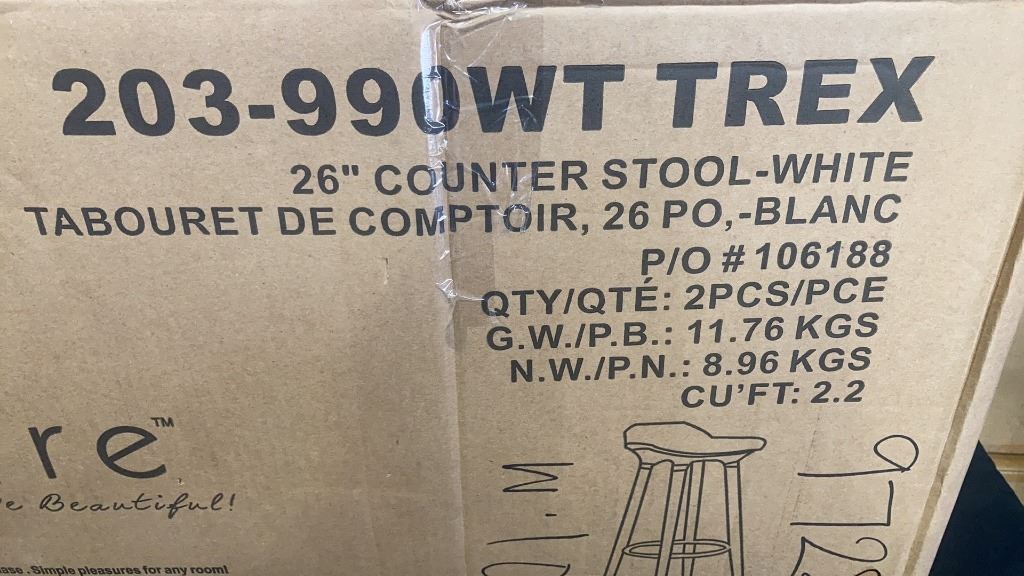 203-990WT TREX
26" COUNTER STOOL-WHITE
TABOURET DE COMPTOIR, 26 PO,-BLANC
P/O # 106188
QTY/QTÉ: 2PCS/PCE
G.W./P.B.: 11.76 KGS
N.W./P.N.: 8.96 KGS
CU'FT: 2.2
re™
e Beautiful!
ase. Simple pleasures for any room!